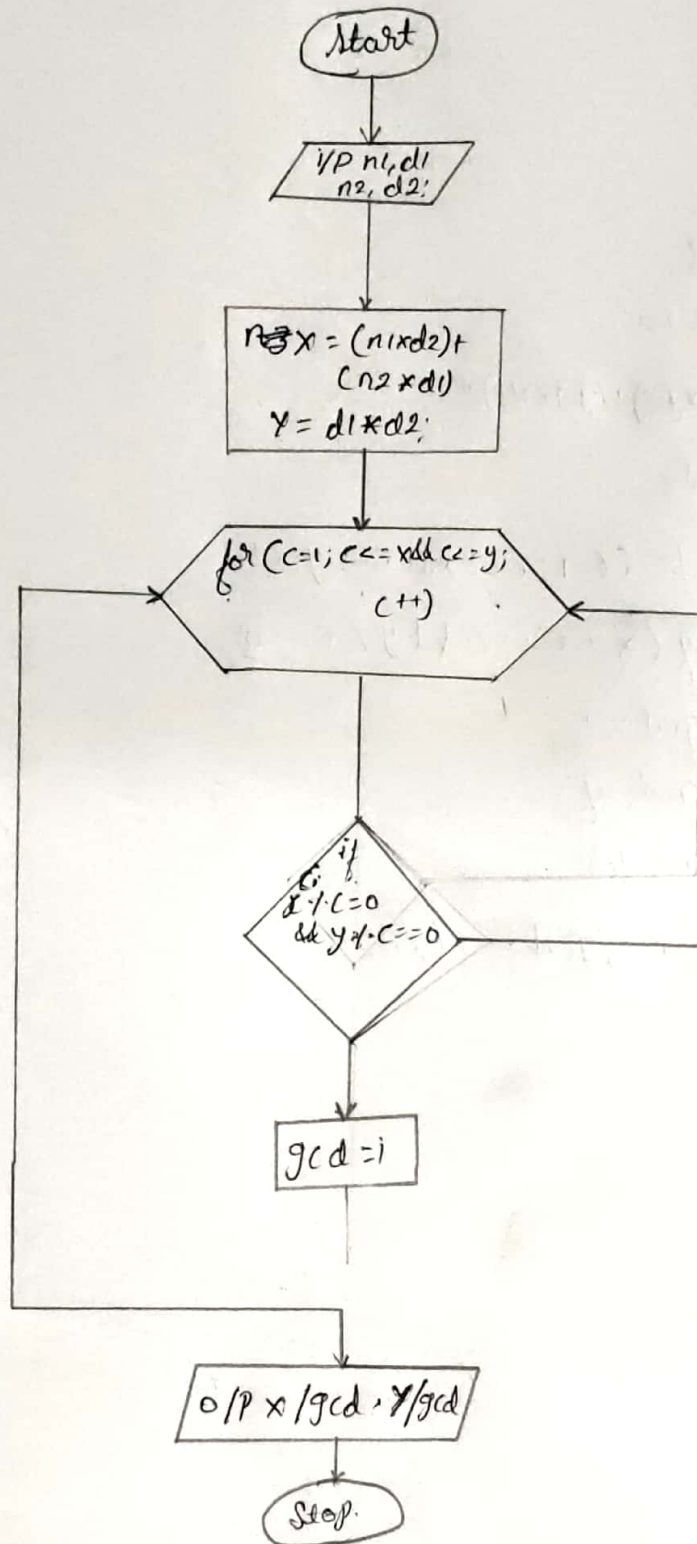 Start
i/p n1, d1
n2, d2;
x = (n1xd2)+
(n2*d1)
Y = d1*d2;
for (c=1; c<=x&&c<=y;
c++)
if
x%c=0
&& y%c==0
gcd=i
o/p x/gcd, Y/gcd
Stop.